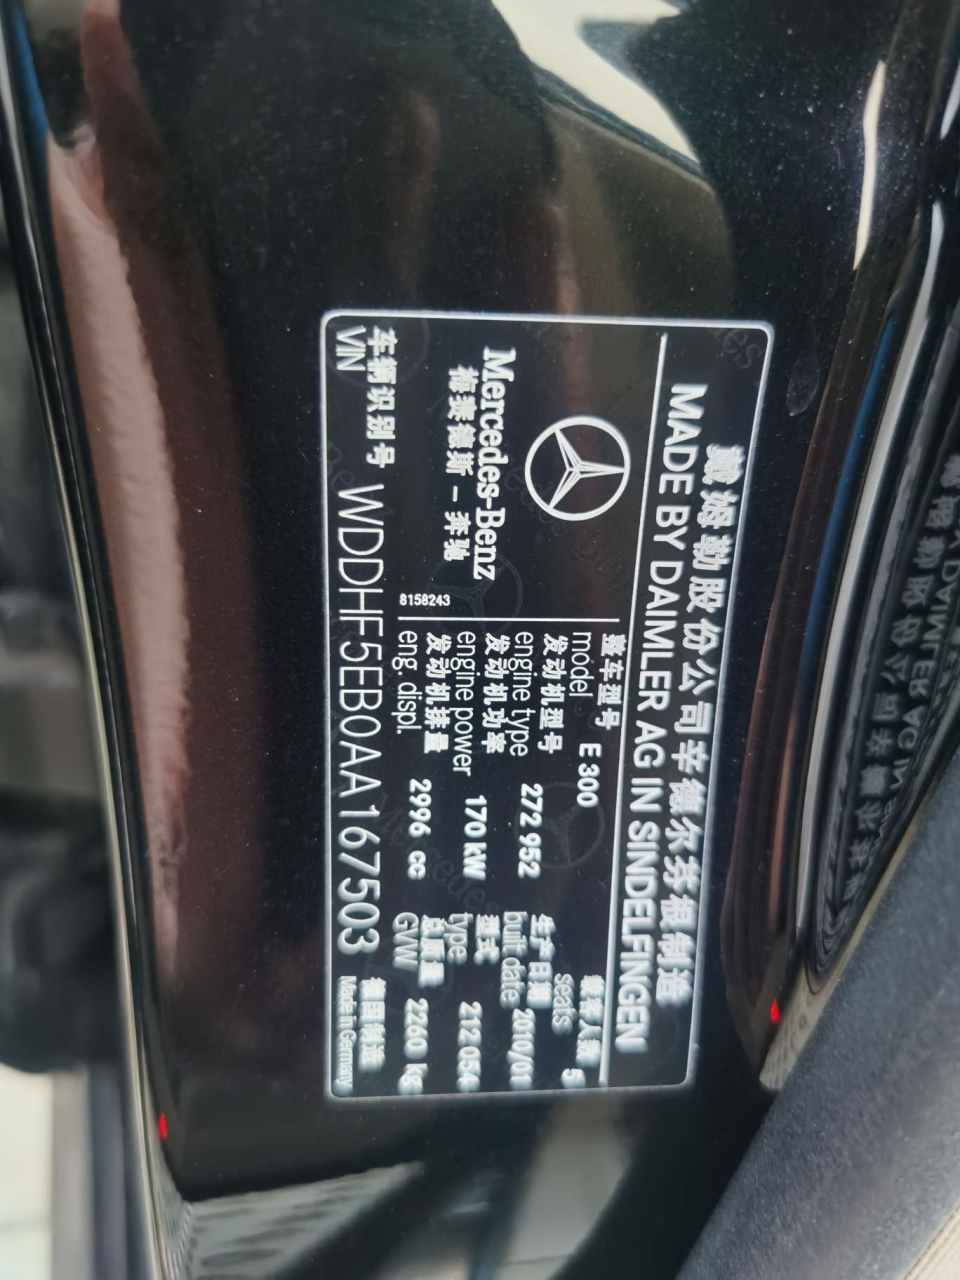 戴姆勒股份公司辛德尔芬根制造
MADE BY DAIMLER AG IN SINDELFINGEN
Mercedes-Benz
梅赛德斯－奔驰
8158243
整车型号
model E 300
发动机型号
engine type 272 952
发动机功率
engine power 170 kW
发动机排量
eng. displ. 2996 cc
乘客人数
seats 5
生产日期
built date 2010/01
型式
type 212 054
总质量
GVW 2260 kg
车辆识别号
VIN WDDHF5EB0AA167503
德国制造
Made in Germany